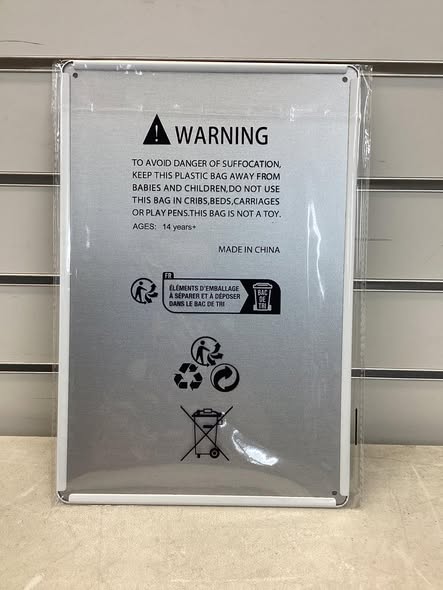 WARNING
TO AVOID DANGER OF SUFFOCATION,
KEEP THIS PLASTIC BAG AWAY FROM
BABIES AND CHILDREN,DO NOT USE
THIS BAG IN CRIBS,BEDS,CARRIAGES
OR PLAY PENS.THIS BAG IS NOT A TOY.
AGES: 14 years+
MADE IN CHINA
FR
ÉLÉMENTS D'EMBALLAGE
À SÉPARER ET À DÉPOSER
DANS LE BAC DE TRI
BAC
DE
TRI